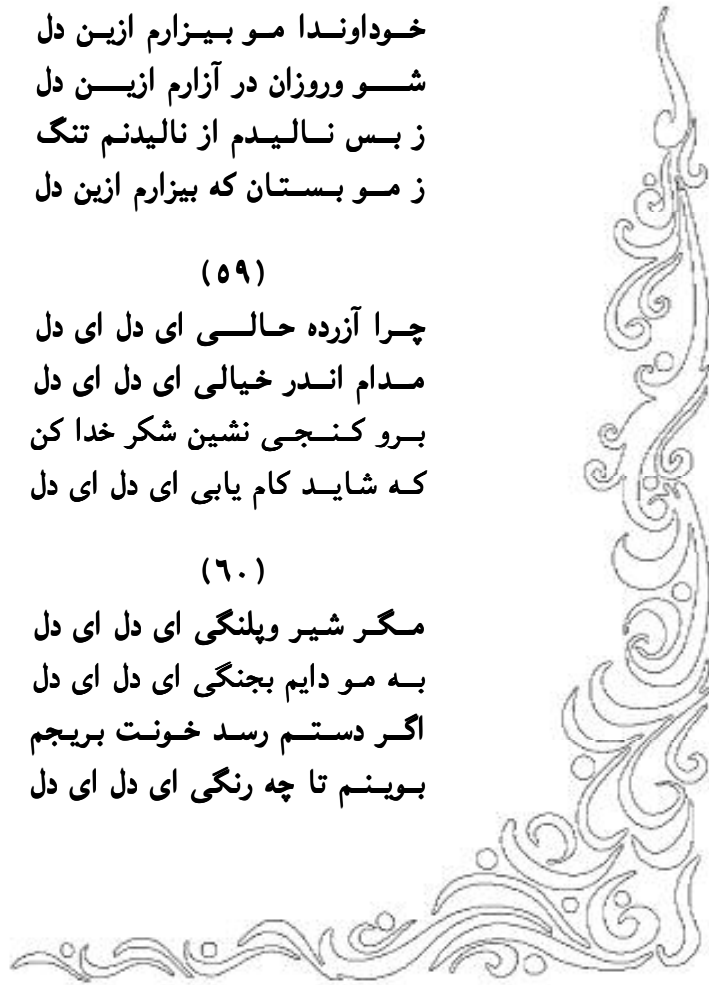 خوداوندا مو بیزارم ازین دل
شو وروزان در آزارم ازین دل
ز بس نالیدم از نالیدنم تنگ
ز مو بستان که بیزارم ازین دل
(٥٩)
چرا آزرده حالی ای دل ای دل
مدام اندر خیالی ای دل ای دل
برو کنجی نشین شکر خدا کن
که شاید کام یابی ای دل ای دل
(٦٠)
مگر شیر وپلنگی ای دل ای دل
به مو دایم بجنگی ای دل ای دل
اگر دستم رسد خونت بریجم
بوینم تا چه رنگی ای دل ای دل